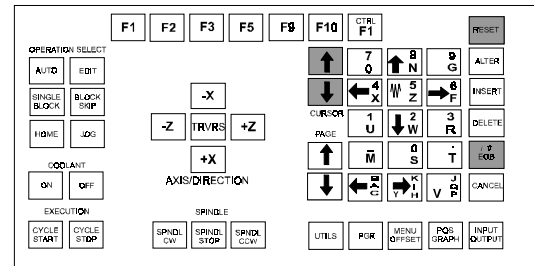 F1 F2 F3 F5 F9 F10 CTRL F1 RESET
OPERATION SELECT
AUTO EDIT
7 O 8 N 9 G ALTER
SINGLE BLOCK BLOCK SKIP
-X
4 X 5 Z 6 F INSERT
HOME JOG
-Z TRVRS +Z
CURSOR
1 U 2 W 3 R DELETE
PAGE
+X
- M 0 S . T EOB
COOLANT
AXIS/DIRECTION
ON OFF
B A C K I Y H V J Q P CANCEL
EXECUTION
SPINDLE
CYCLE START CYCLE STOP
SPNDL CW SPINDL STOP SPNDL CCW
UTILS PGR MENU OFFSET POS GRAPH INPUT OUTPUT